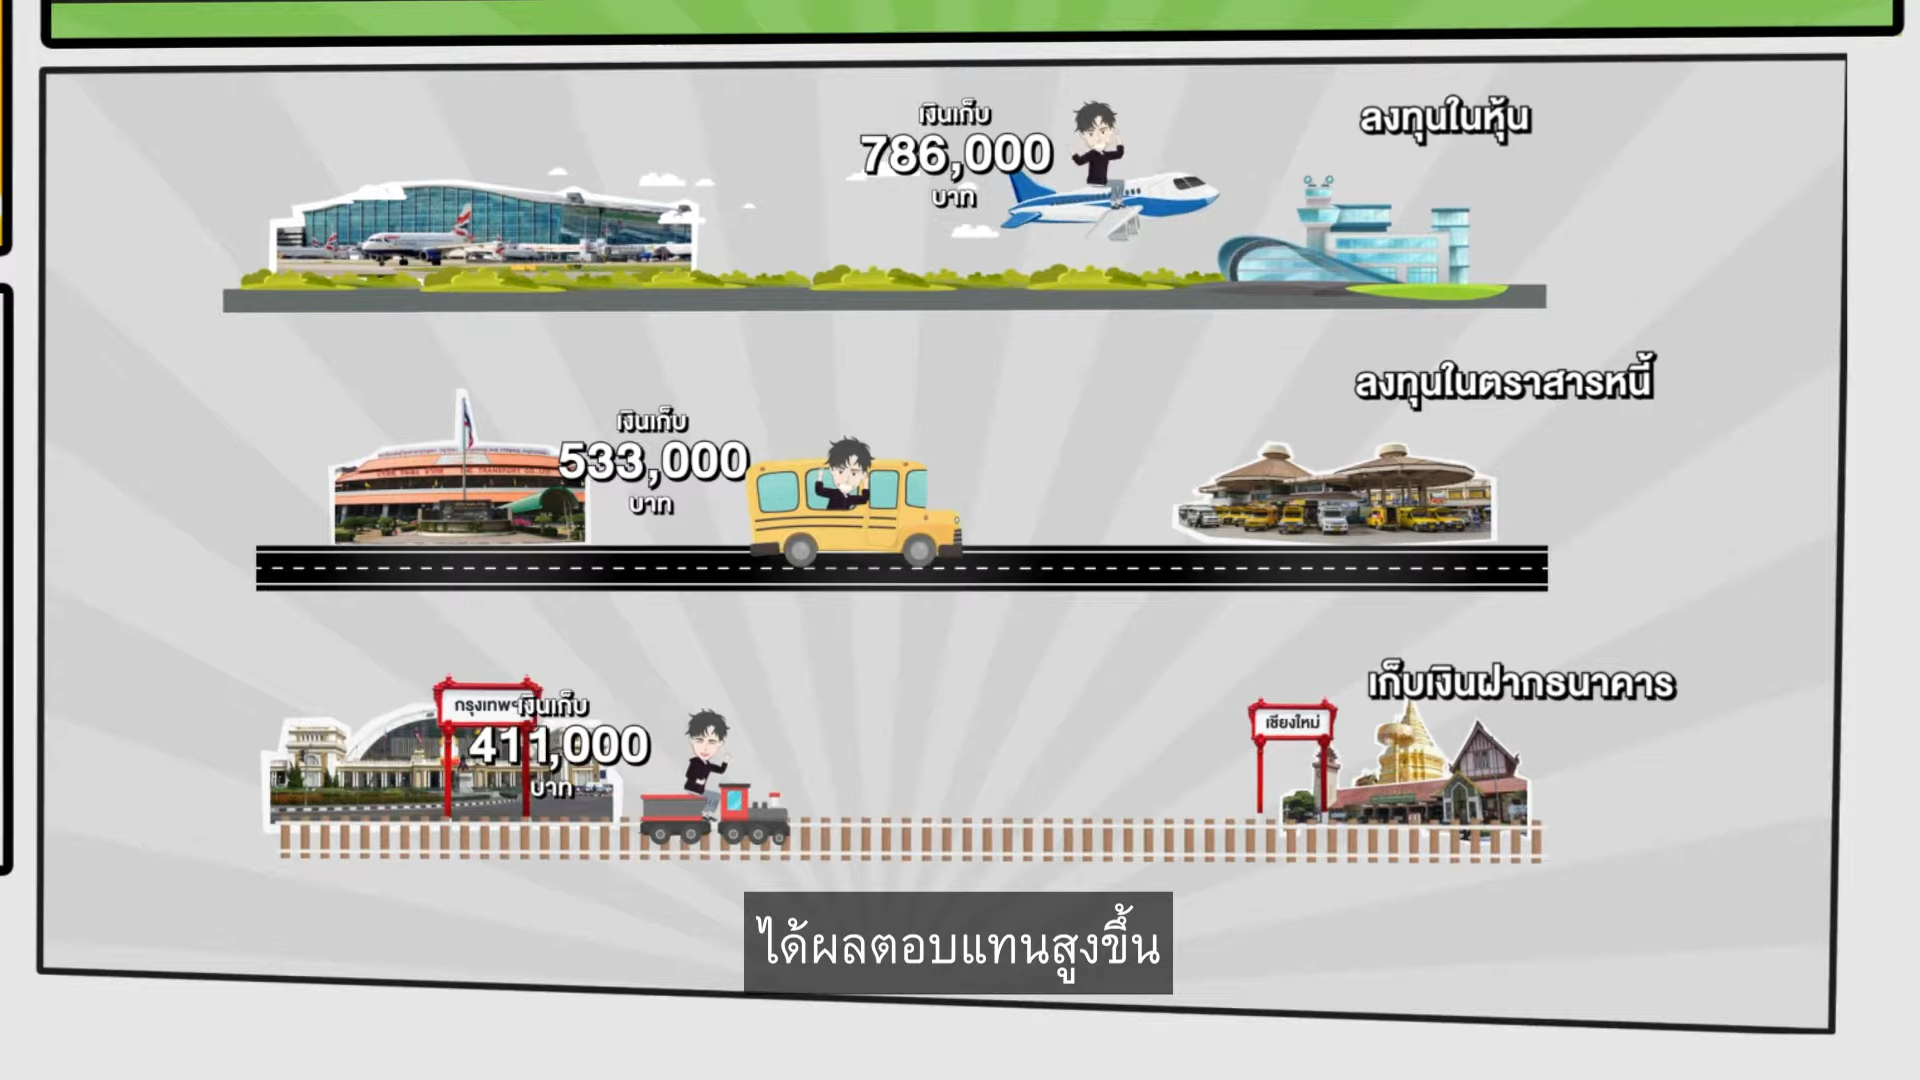 เงินเก็บ
786,000
บาท
ลงทุนในหุ้น
ลงทุนในตราสารหนี้
เงินเก็บ
533,000
บาท
เก็บเงินฝากธนาคาร
กรุงเทพฯ
เงินเก็บ
411,000
บาท
เชียงใหม่
ได้ผลตอบแทนสูงขึ้น